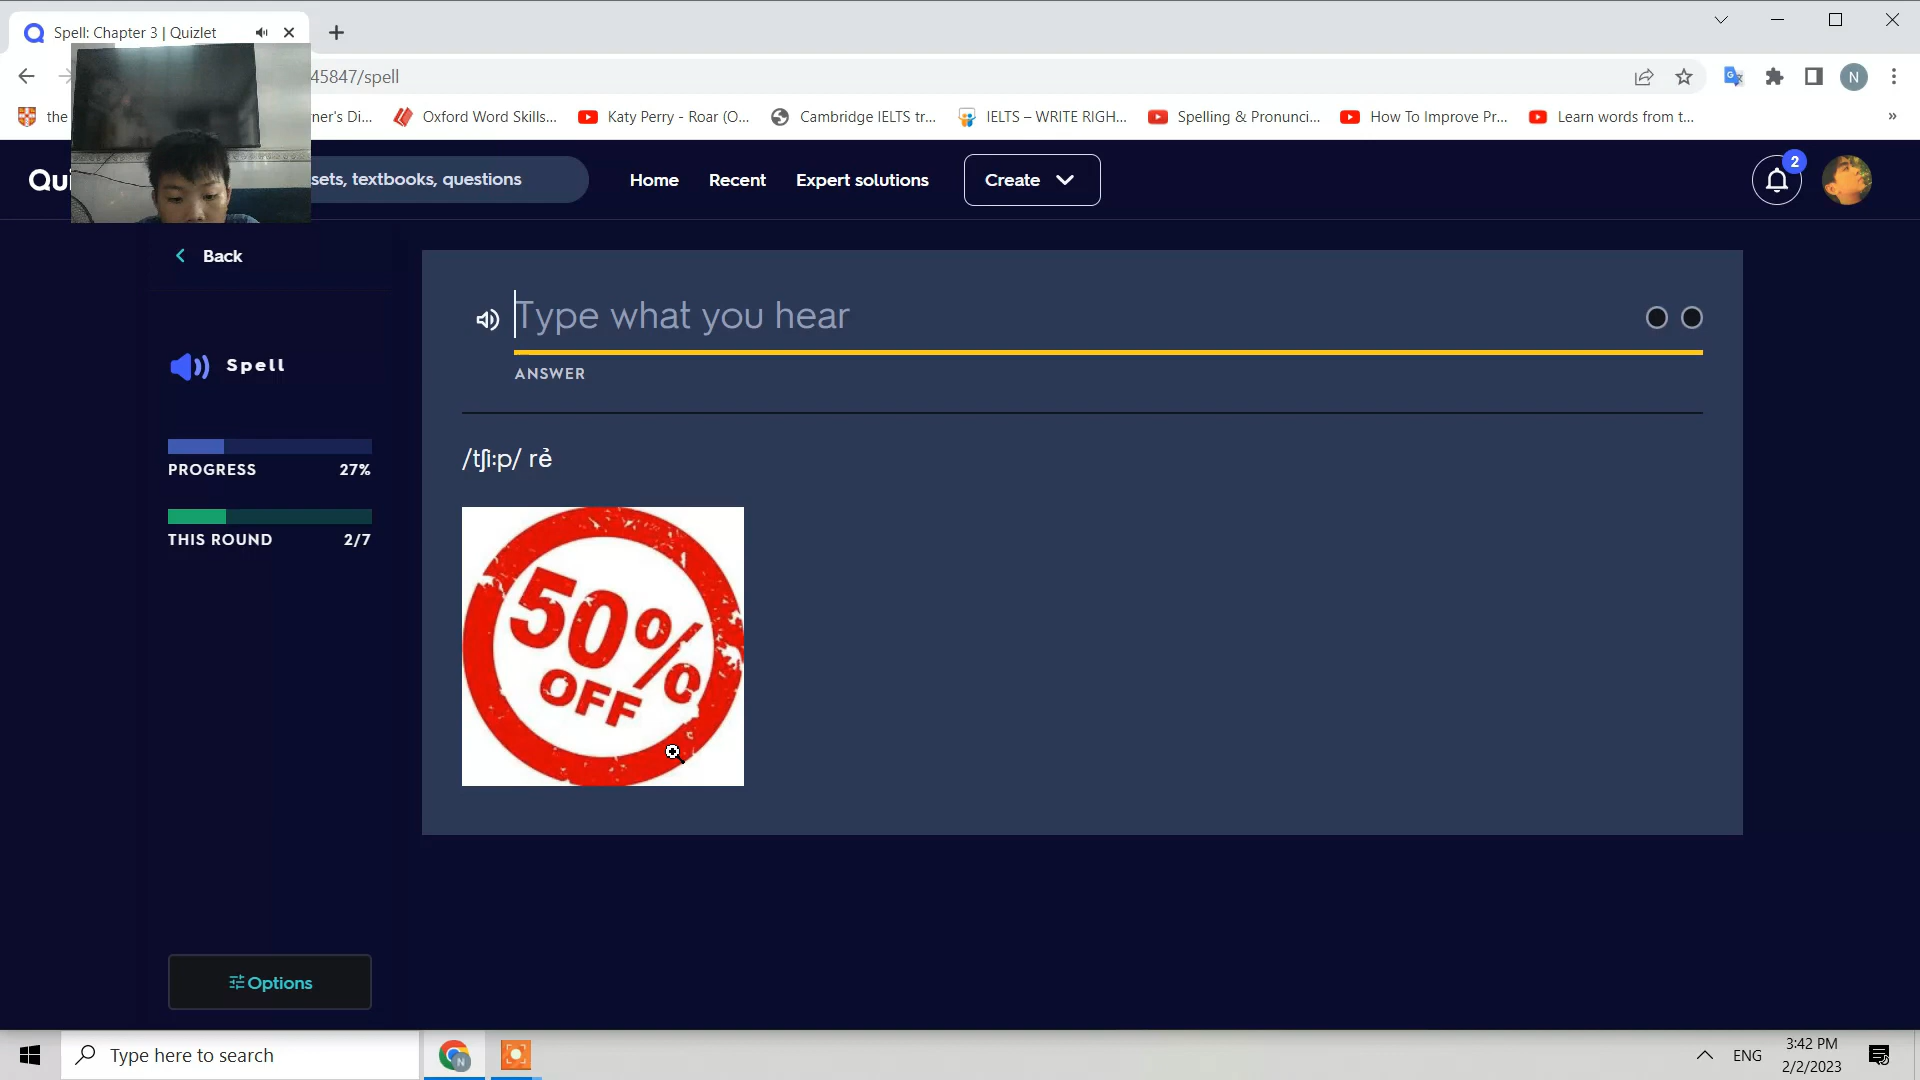 Spell: Chapter 3 | Quizlet
45847/spell
N
the
ner's Di...
Oxford Word Skills...
Katy Perry - Roar (O...
Cambridge IELTS tr...
IELTS – WRITE RIGH...
Spelling & Pronunci...
How To Improve Pr...
Learn words from t...
»
Qui
sets, textbooks, questions
Home
Recent
Expert solutions
Create
2
Back
Type what you hear
ANSWER
Spell
PROGRESS 27%
THIS ROUND 2/7
/tʃi:p/ rẻ
50%
OFF
Options
Type here to search
N
ENG
3:42 PM
2/2/2023